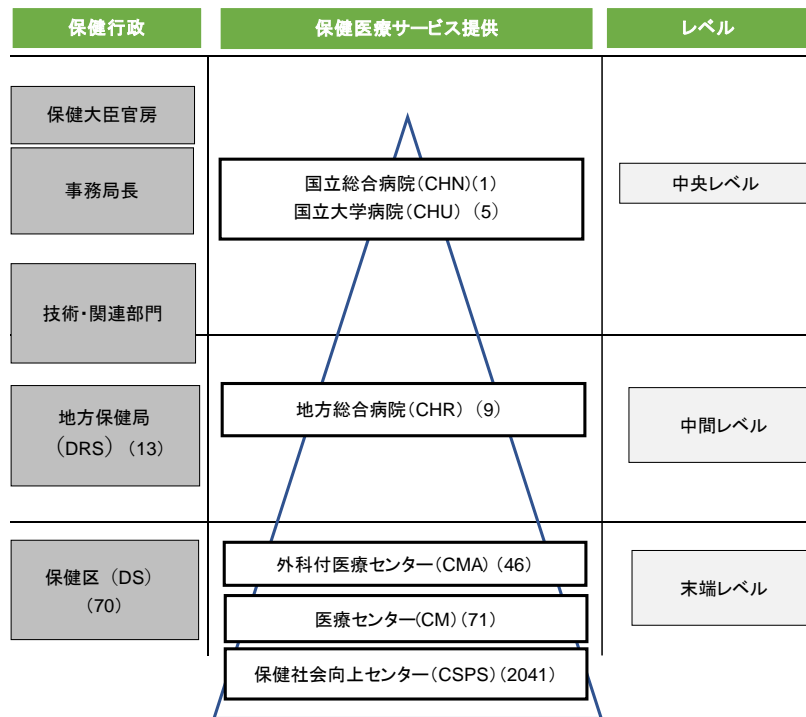 保健行政
保健医療サービス提供
レベル
保健大臣官房
事務局長
国立総合病院(CHN)(1)
国立大学病院(CHU) (5)
中央レベル
技術・関連部門
地方保健局
(DRS) (13)
地方総合病院(CHR) (9)
中間レベル
保健区 (DS)
(70)
外科付医療センター(CMA) (46)
医療センター(CM) (71)
保健社会向上センター(CSPS) (2041)
末端レベル